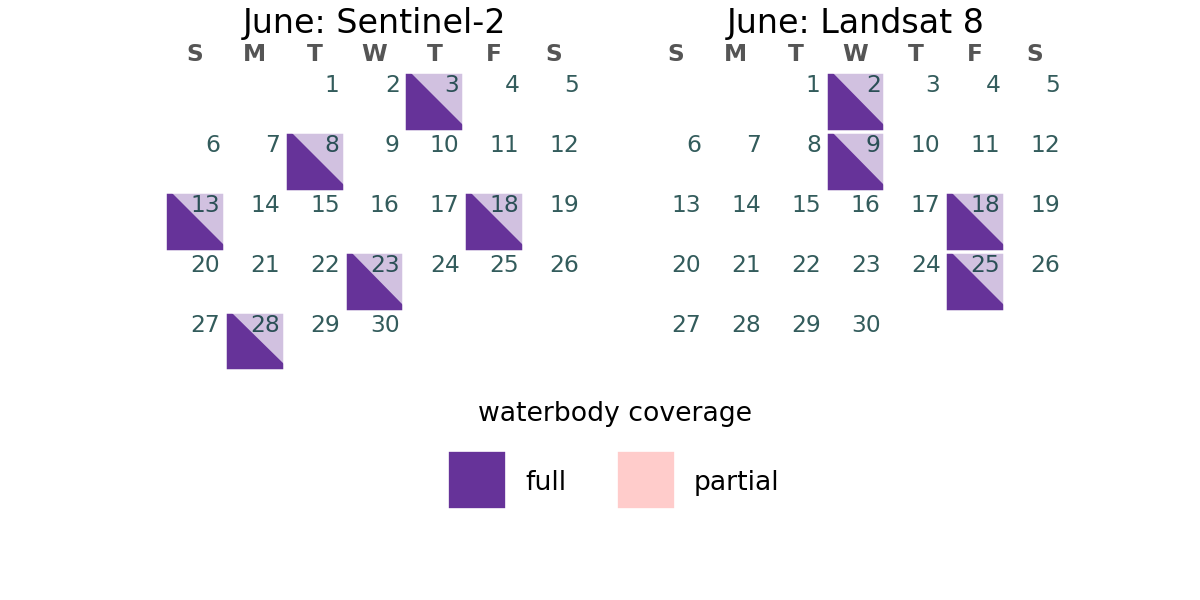 June: Sentinel-2
S M T W T F S
1 2 3 4 5
6 7 8 9 10 11 12
13 14 15 16 17 18 19
20 21 22 23 24 25 26
27 28 29 30
June: Landsat 8
S M T W T F S
1 2 3 4 5
6 7 8 9 10 11 12
13 14 15 16 17 18 19
20 21 22 23 24 25 26
27 28 29 30
waterbody coverage
full partial